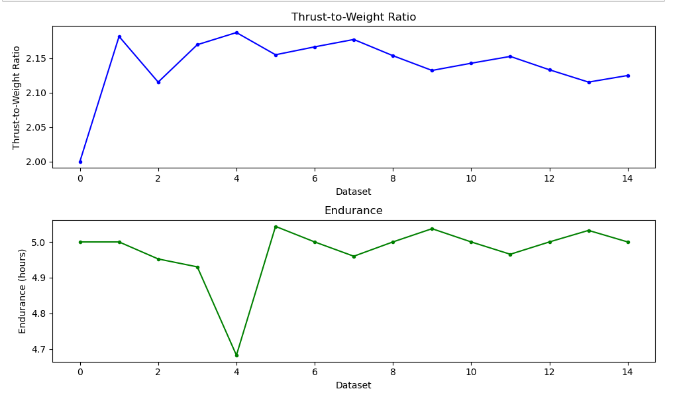 Thrust-to-Weight Ratio
Thrust-to-Weight Ratio
2.15
2.10
2.05
2.00
0 2 4 6 8 10 12 14
Dataset
Endurance
Endurance (hours)
5.0
4.9
4.8
4.7
0 2 4 6 8 10 12 14
Dataset